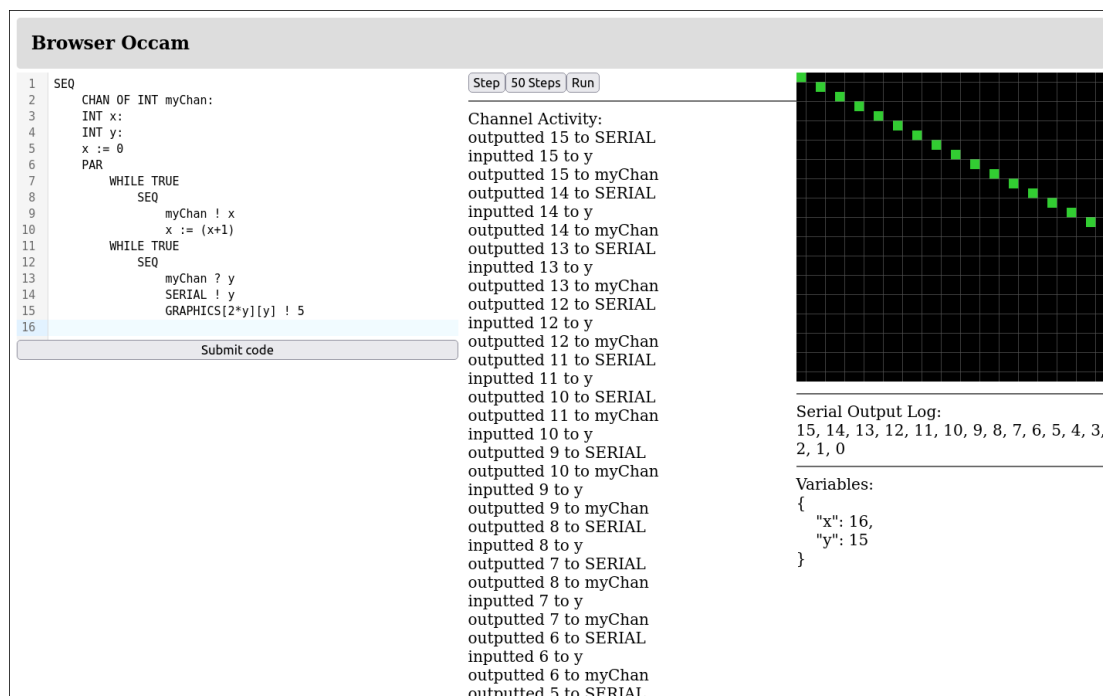 Browser Occam
1 SEQ
2 CHAN OF INT myChan:
3 INT x:
4 INT y:
5 x := 0
6 PAR
7 WHILE TRUE
8 SEQ
9 myChan ! x
10 x := (x+1)
11 WHILE TRUE
12 SEQ
13 myChan ? y
14 SERIAL ! y
15 GRAPHICS[2*y][y] ! 5
16
Submit code
Step 50 Steps Run
Channel Activity:
outputted 15 to SERIAL
inputted 15 to y
outputted 15 to myChan
outputted 14 to SERIAL
inputted 14 to y
outputted 14 to myChan
outputted 13 to SERIAL
inputted 13 to y
outputted 13 to myChan
outputted 12 to SERIAL
inputted 12 to y
outputted 12 to myChan
outputted 11 to SERIAL
inputted 11 to y
outputted 10 to SERIAL
outputted 11 to myChan
inputted 10 to y
outputted 9 to SERIAL
outputted 10 to myChan
inputted 9 to y
outputted 9 to myChan
outputted 8 to SERIAL
inputted 8 to y
outputted 7 to SERIAL
outputted 8 to myChan
inputted 7 to y
outputted 7 to myChan
outputted 6 to SERIAL
inputted 6 to y
outputted 6 to myChan
outputted 5 to SERIAL
Serial Output Log:
15, 14, 13, 12, 11, 10, 9, 8, 7, 6, 5, 4, 3,
2, 1, 0
Variables:
{
"x": 16,
"y": 15
}